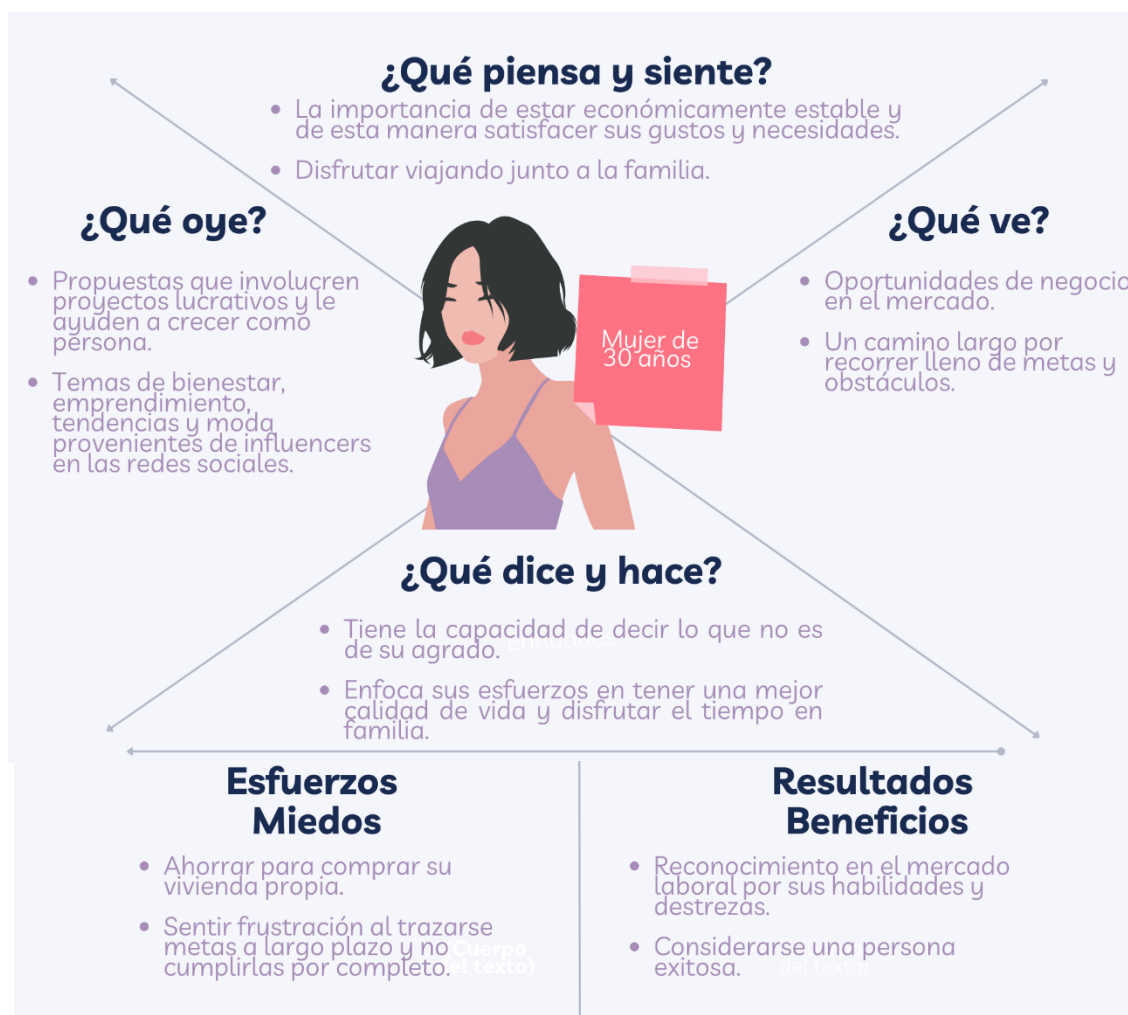 ¿Qué piensa y siente?
• La importancia de estar económicamente estable y
de esta manera satisfacer sus gustos y necesidades.
• Disfrutar viajando junto a la familia.
¿Qué oye?
• Propuestas que involucren
proyectos lucrativos y le
ayuden a crecer como
persona.
• Temas de bienestar,
emprendimiento,
tendencias y moda
provenientes de influencers
en las redes sociales.
Mujer de
30 años
¿Qué ve?
• Oportunidades de negocio
en el mercado.
• Un camino largo por
recorrer lleno de metas y
obstáculos.
¿Qué dice y hace?
• Tiene la capacidad de decir lo que no es
de su agrado.
Entidades
• Enfoca sus esfuerzos en tener una mejor
calidad de vida y disfrutar el tiempo en
familia.
Esfuerzos
Miedos
• Ahorrar para comprar su
vivienda propia.
• Sentir frustración al trazarse
metas a largo plazo y no
cumplirlas por completo.
(Cuerpo
del texto)
Resultados
Beneficios
• Reconocimiento en el mercado
laboral por sus habilidades y
destrezas.
• Considerarse una persona
exitosa.
del texto)